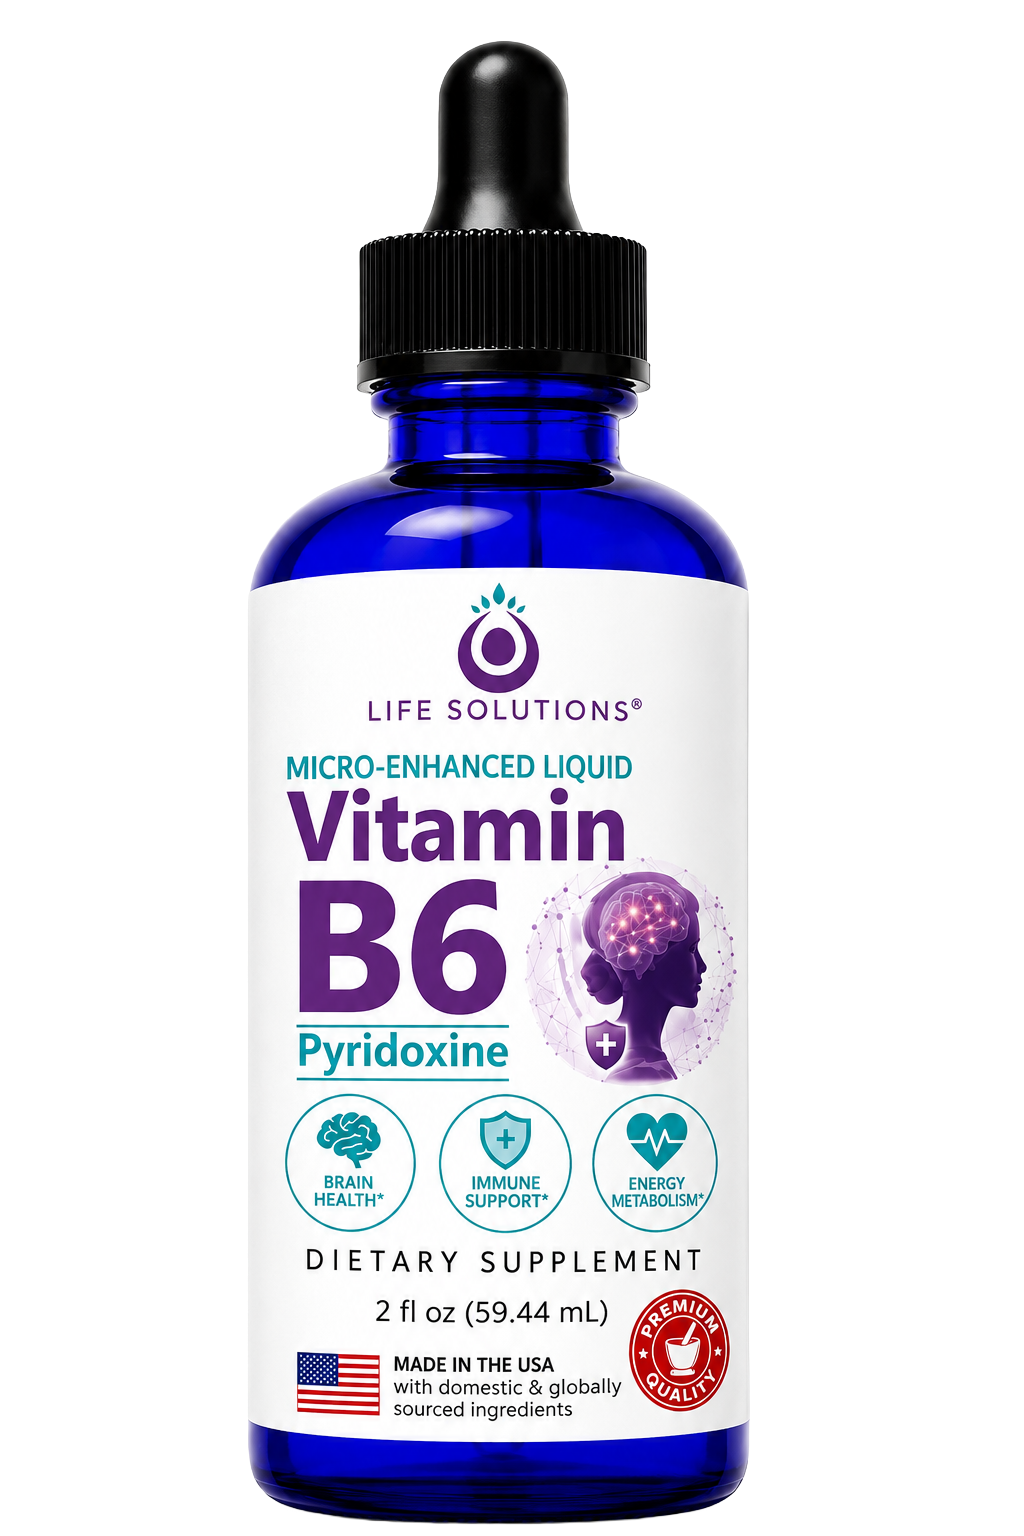 LIFE SOLUTIONS®
MICRO-ENHANCED LIQUID
Vitamin
B6
Pyridoxine
BRAIN
HEALTH*
IMMUNE
SUPPORT*
ENERGY
METABOLISM*
DIETARY SUPPLEMENT
2 fl oz (59.44 mL)
PREMIUM
QUALITY
MADE IN THE USA
with domestic & globally
sourced ingredients